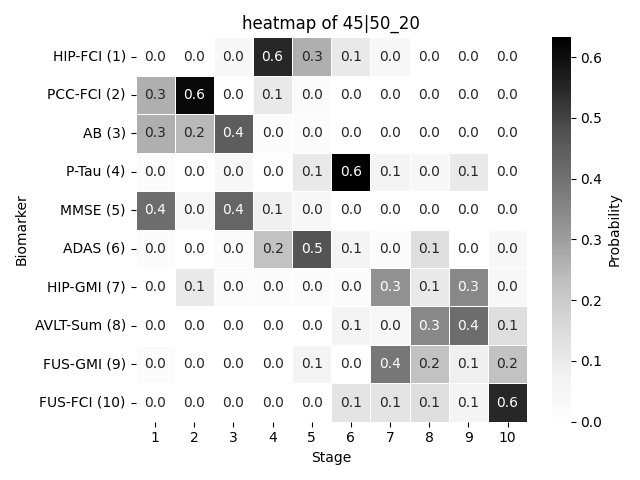 heatmap of 45|50_20
HIP-FCI (1) 0.0 0.0 0.0 0.6 0.3 0.1 0.0 0.0 0.0 0.0
PCC-FCI (2) 0.3 0.6 0.0 0.1 0.0 0.0 0.0 0.0 0.0 0.0
AB (3) 0.3 0.2 0.4 0.0 0.0 0.0 0.0 0.0 0.0 0.0
P-Tau (4) 0.0 0.0 0.0 0.0 0.1 0.6 0.1 0.0 0.1 0.0
MMSE (5) 0.4 0.0 0.4 0.1 0.0 0.0 0.0 0.0 0.0 0.0
ADAS (6) 0.0 0.0 0.0 0.2 0.5 0.1 0.0 0.1 0.0 0.0
HIP-GMI (7) 0.0 0.1 0.0 0.0 0.0 0.0 0.3 0.1 0.3 0.0
AVLT-Sum (8) 0.0 0.0 0.0 0.0 0.0 0.1 0.0 0.3 0.4 0.1
FUS-GMI (9) 0.0 0.0 0.0 0.0 0.1 0.0 0.4 0.2 0.1 0.2
FUS-FCI (10) 0.0 0.0 0.0 0.0 0.0 0.1 0.1 0.1 0.1 0.6
1 2 3 4 5 6 7 8 9 10
Stage
Biomarker
0.6
0.5
0.4
0.3
0.2
0.1
0.0
Probability